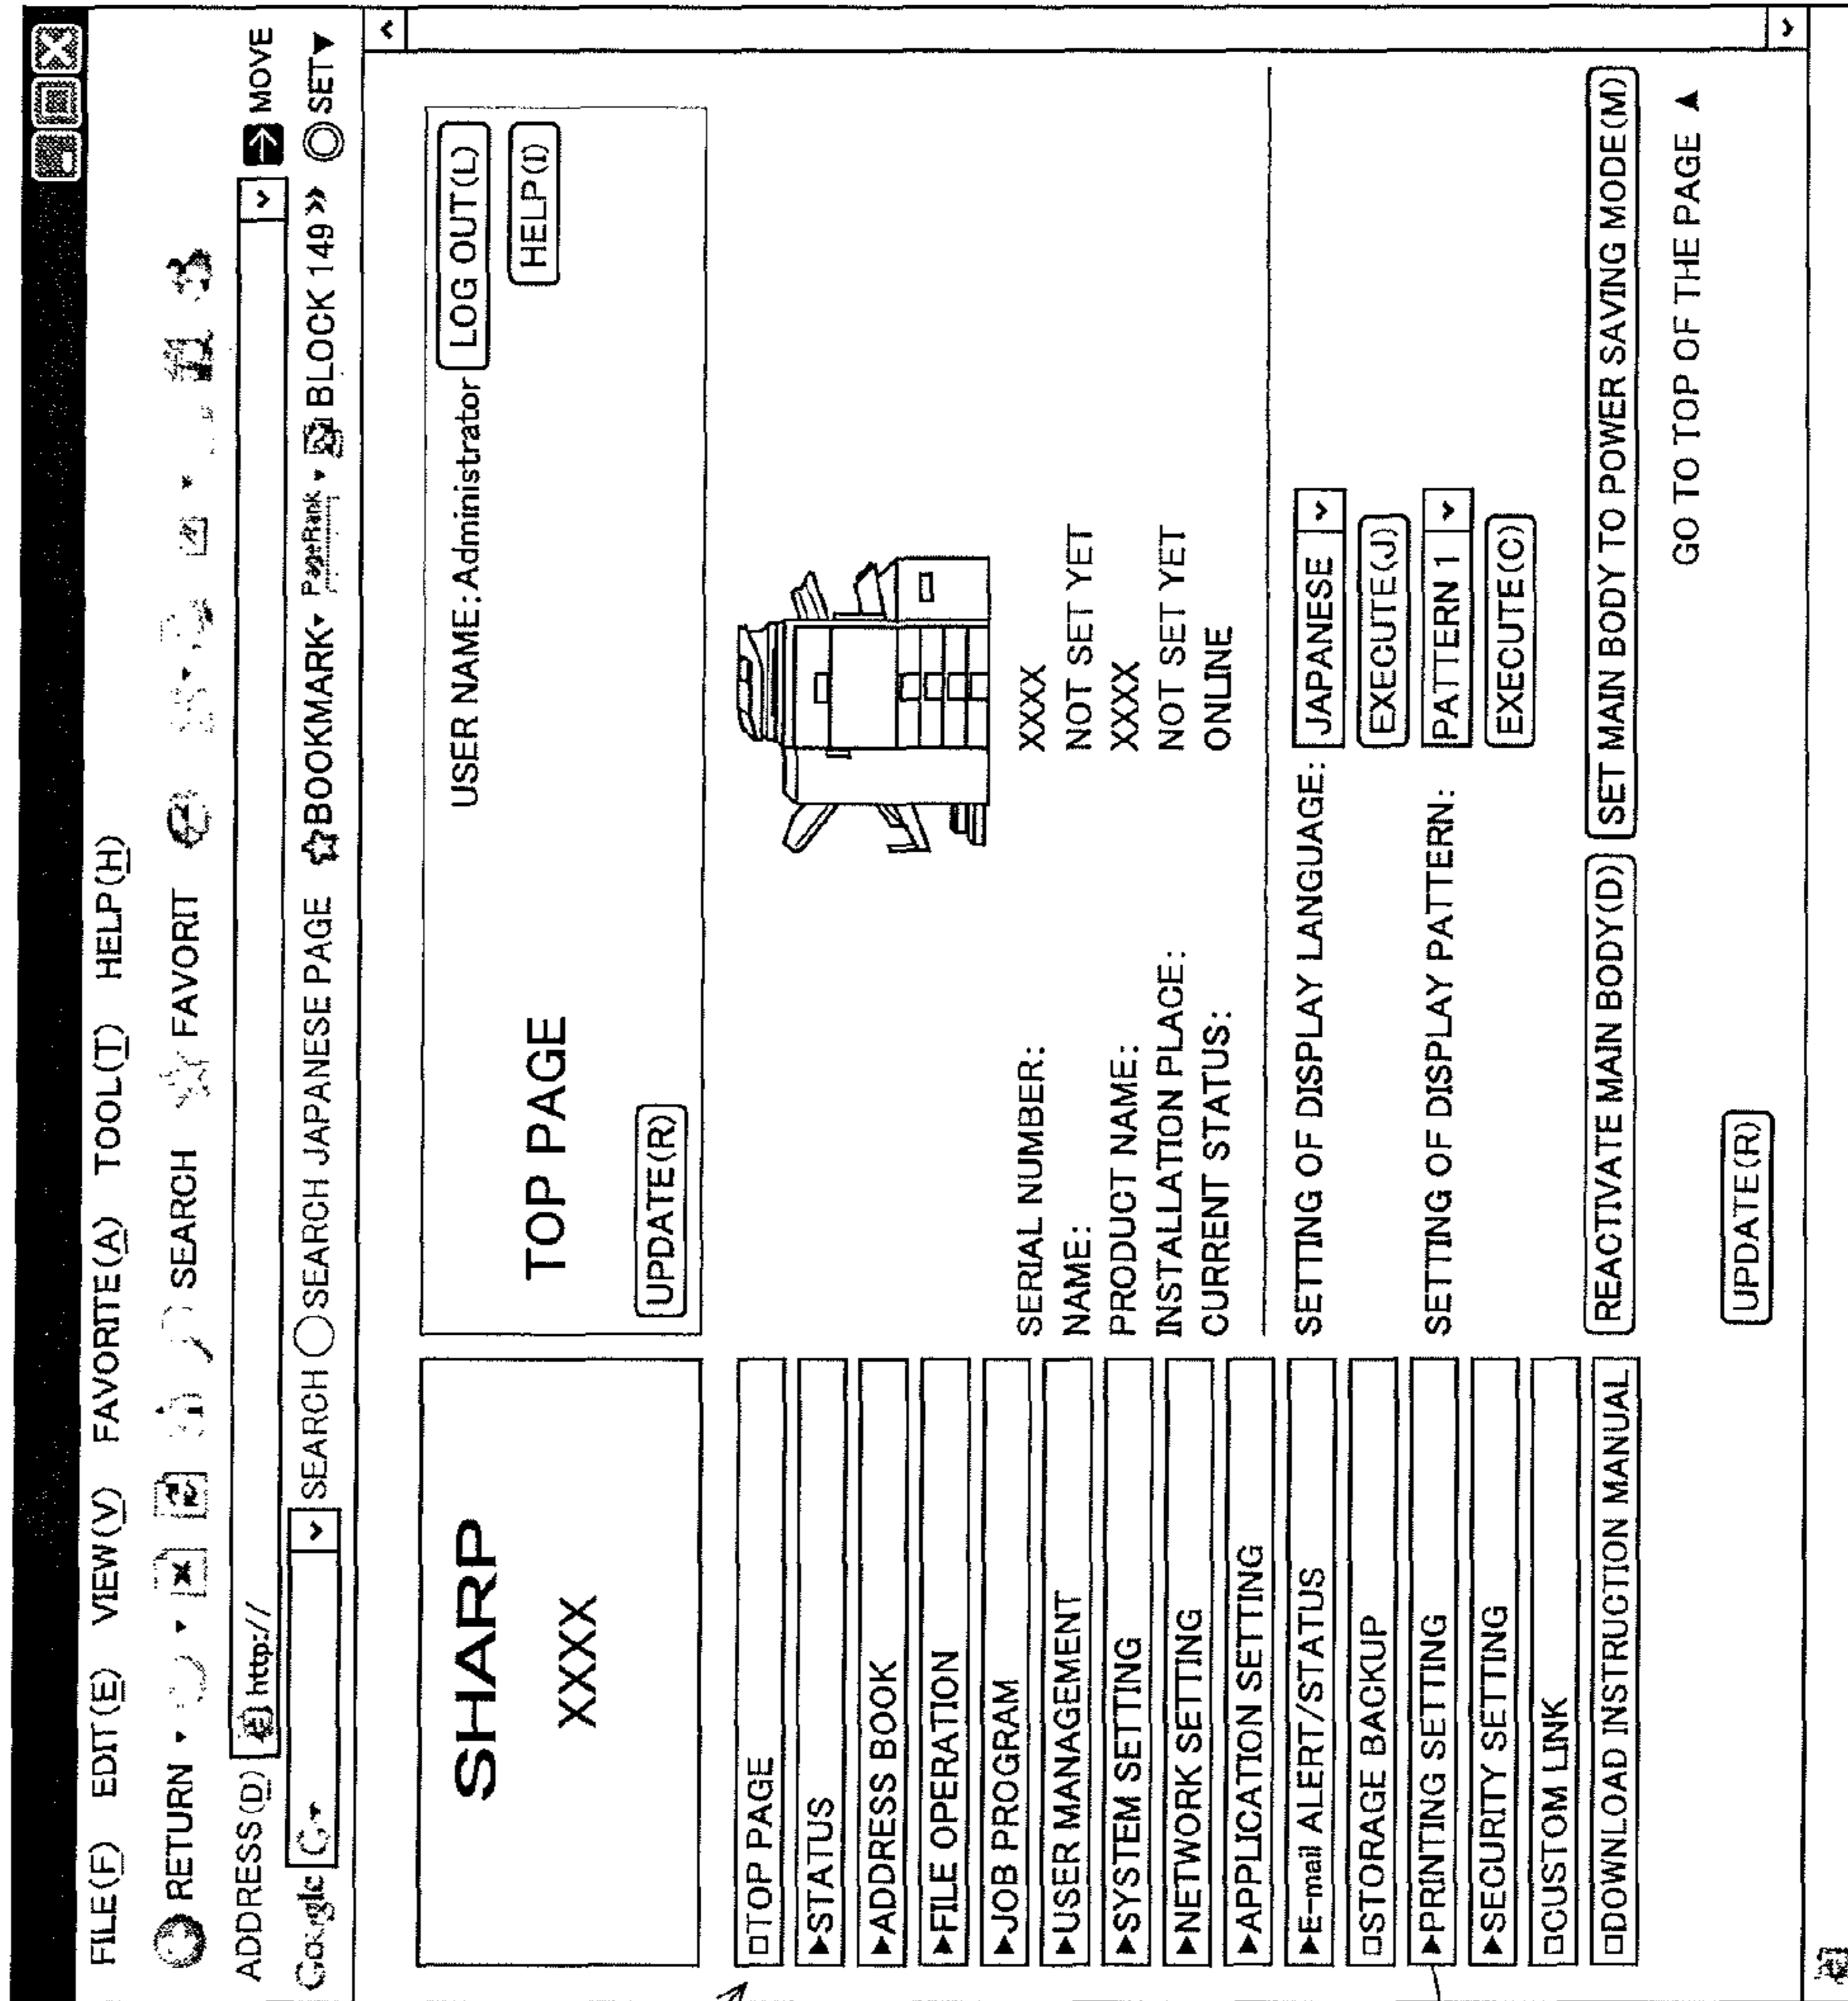 FILE(F) EDIT(E) VIEW(V) FAVORITE(A) TOOL(T) HELP(H)
RETURN SEARCH FAVORIT
ADDRESS(D) http:// MOVE
Google G SEARCH SEARCH JAPANESE PAGE BOOKMARK PageRank BLOCK 149 » SET▼
SHARP
XXXX
□TOP PAGE
▶STATUS
▶ADDRESS BOOK
▶FILE OPERATION
▶JOB PROGRAM
▶USER MANAGEMENT
▶SYSTEM SETTING
▶NETWORK SETTING
▶APPLICATION SETTING
▶E-mail ALERT/STATUS
□STORAGE BACKUP
▶PRINTING SETTING
▶SECURITY SETTING
□CUSTOM LINK
□DOWNLOAD INSTRUCTION MANUAL
USER NAME:Administrator LOG OUT(L)
TOP PAGE HELP(I)
UPDATE(R)
SERIAL NUMBER: XXXX
NAME: NOT SET YET
PRODUCT NAME: XXXX
INSTALLATION PLACE: NOT SET YET
CURRENT STATUS: ONLINE
SETTING OF DISPLAY LANGUAGE: JAPANESE
EXECUTE(J)
SETTING OF DISPLAY PATTERN: PATTERN 1
EXECUTE(C)
REACTIVATE MAIN BODY(D) SET MAIN BODY TO POWER SAVING MODE(M)
GO TO TOP OF THE PAGE ▲
UPDATE(R)